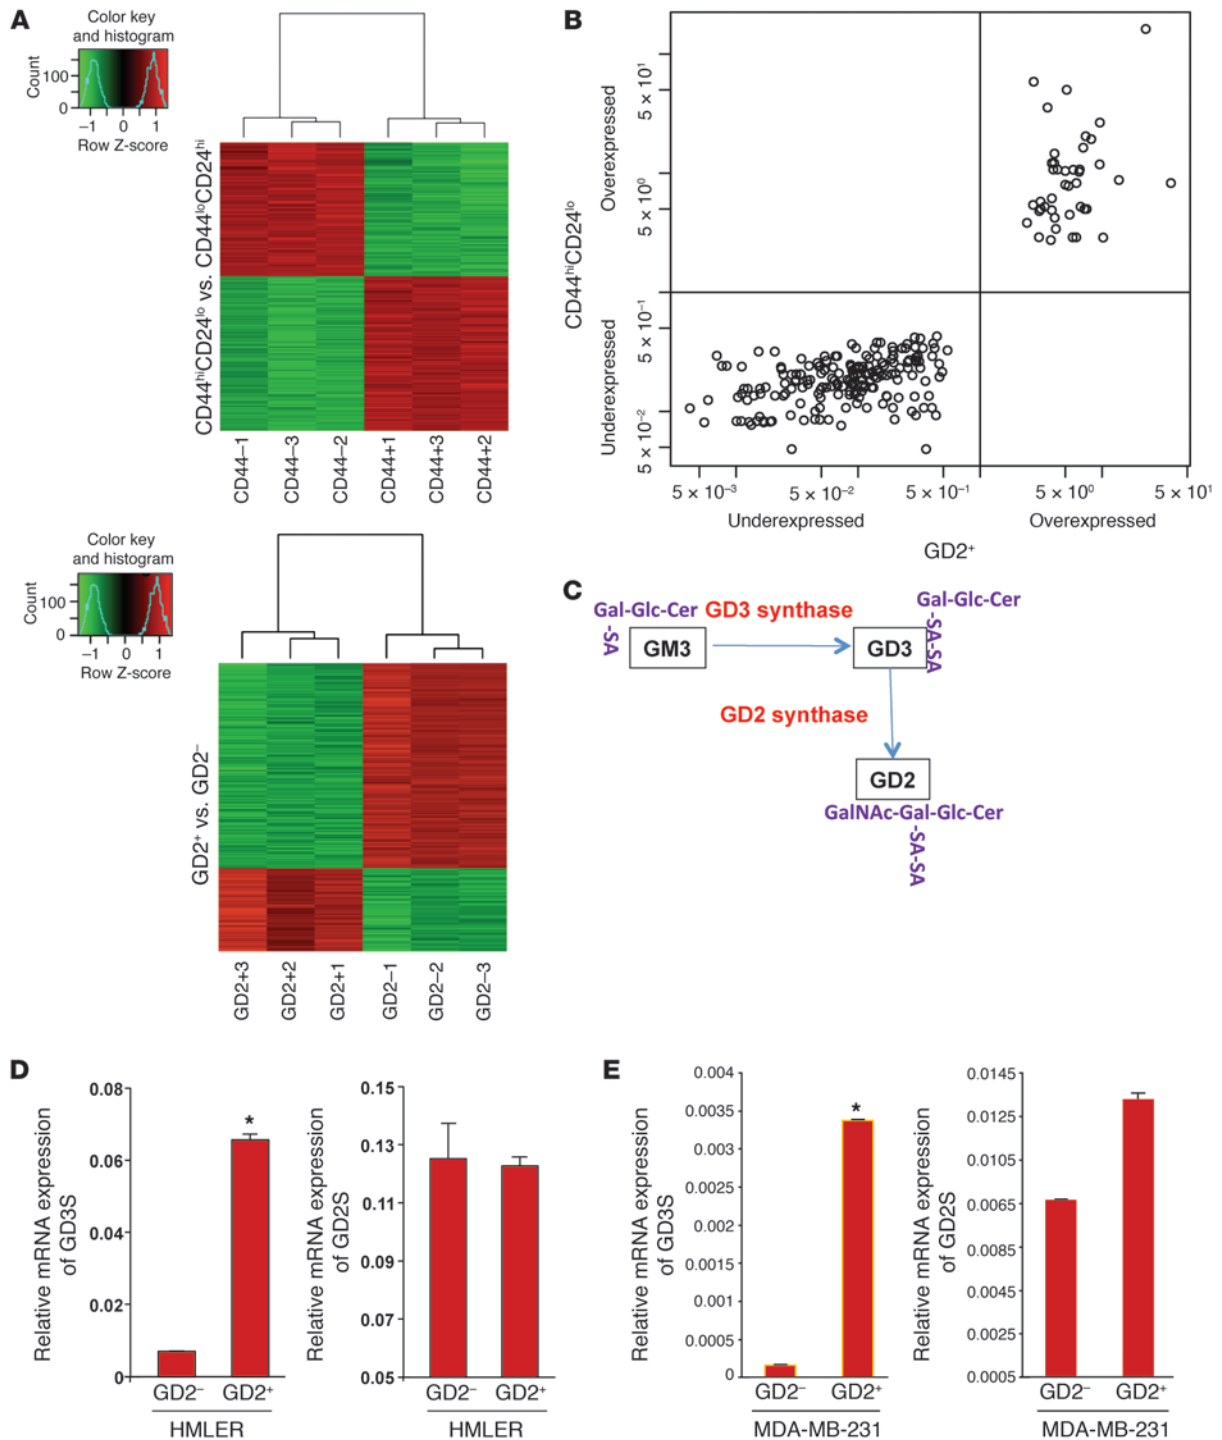 A
Color key
and histogram
Count
100
0
−1 0 1
Row Z-score
CD44hiCD24lo vs. CD44loCD24hi
CD44−1
CD44−3
CD44−2
CD44+1
CD44+3
CD44+2
Color key
and histogram
Count
100
0
−1 0 1
Row Z-score
GD2+ vs. GD2−
GD2+3
GD2+2
GD2+1
GD2−1
GD2−2
GD2−3
B
CD44hiCD24lo
Overexpressed
Underexpressed
5 × 10¹
5 × 10⁰
5 × 10⁻¹
5 × 10⁻²
5 × 10⁻³
5 × 10⁻²
5 × 10⁻¹
5 × 10⁰
5 × 10¹
Underexpressed
Overexpressed
GD2+
C
Gal-Glc-Cer
-SA
GM3
GD3 synthase
Gal-Glc-Cer
-SA-SA
GD3
GD2 synthase
GD2
GalNAc-Gal-Glc-Cer
-SA-SA
D
Relative mRNA expression
of GD3S
0.08
0.06
0.04
0.02
0
*
GD2− GD2+
HMLER
Relative mRNA expression
of GD2S
0.15
0.13
0.11
0.09
0.07
0.05
GD2− GD2+
HMLER
E
Relative mRNA expression
of GD3S
0.004
0.0035
0.003
0.0025
0.002
0.0015
0.001
0.0005
0
*
GD2− GD2+
MDA-MB-231
Relative mRNA expression
of GD2S
0.0145
0.0125
0.0105
0.0065
0.0085
0.0045
0.0025
0.0005
GD2− GD2+
MDA-MB-231